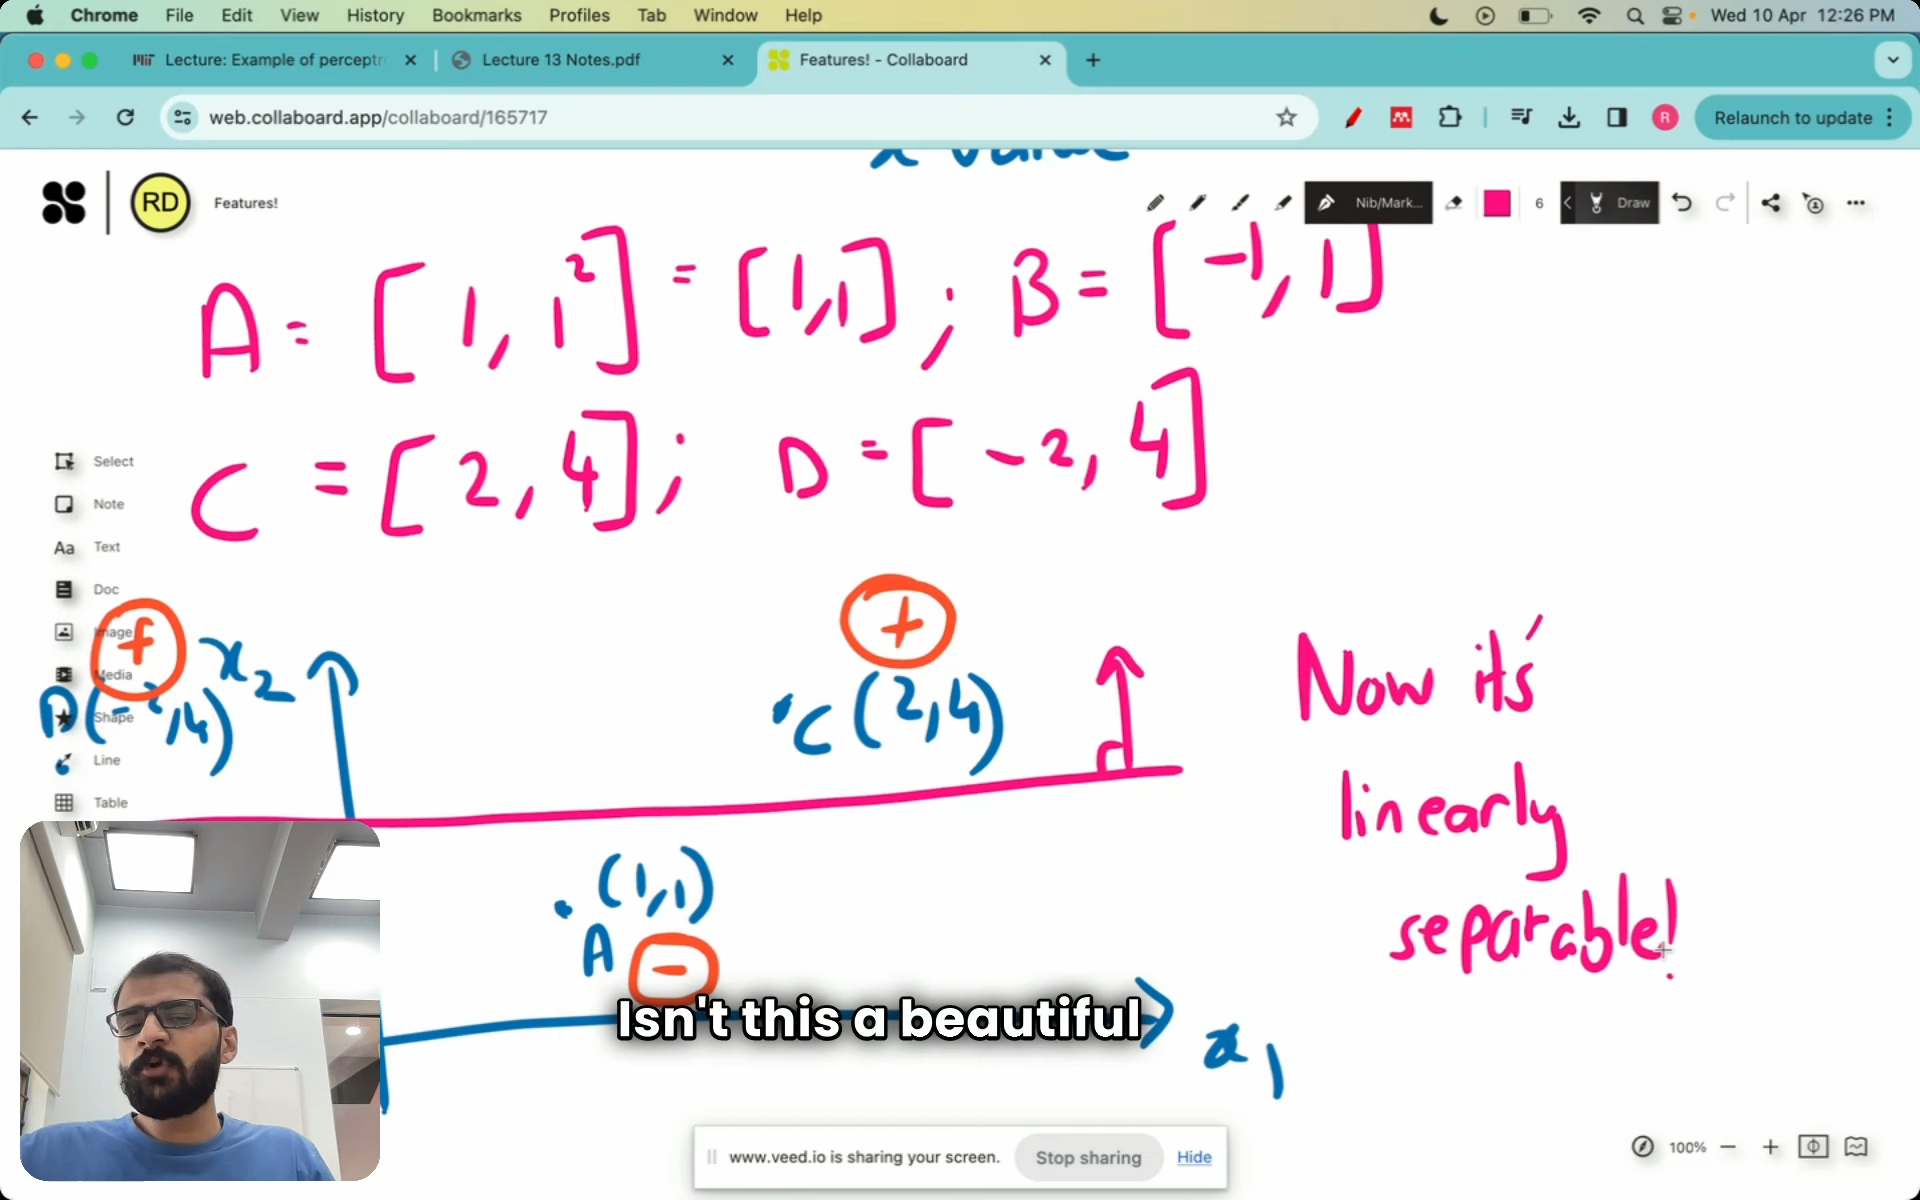 Chrome File Edit View History Bookmarks Profiles Tab Window Help Wed 10 Apr 12:26 PM
Lecture: Example of perceptr Lecture 13 Notes.pdf Features! - Collaboard
web.collaboard.app/collaboard/165717 Relaunch to update
x value
RD Features! Nib/Mark... 6 Draw
A = [1, 1²] = [1,1]; B = [-1, 1]
C = [2, 4]; D = [-2, 4]
Select
Note
Text
Doc
Image
Media
Shape
Line
Table
+ x₂ +
D(-2,4) C(2,4)
Now it's
linearly
separable!
(1,1)
A -
Isn't this a beautiful
x₁
www.veed.io is sharing your screen. Stop sharing Hide
100%